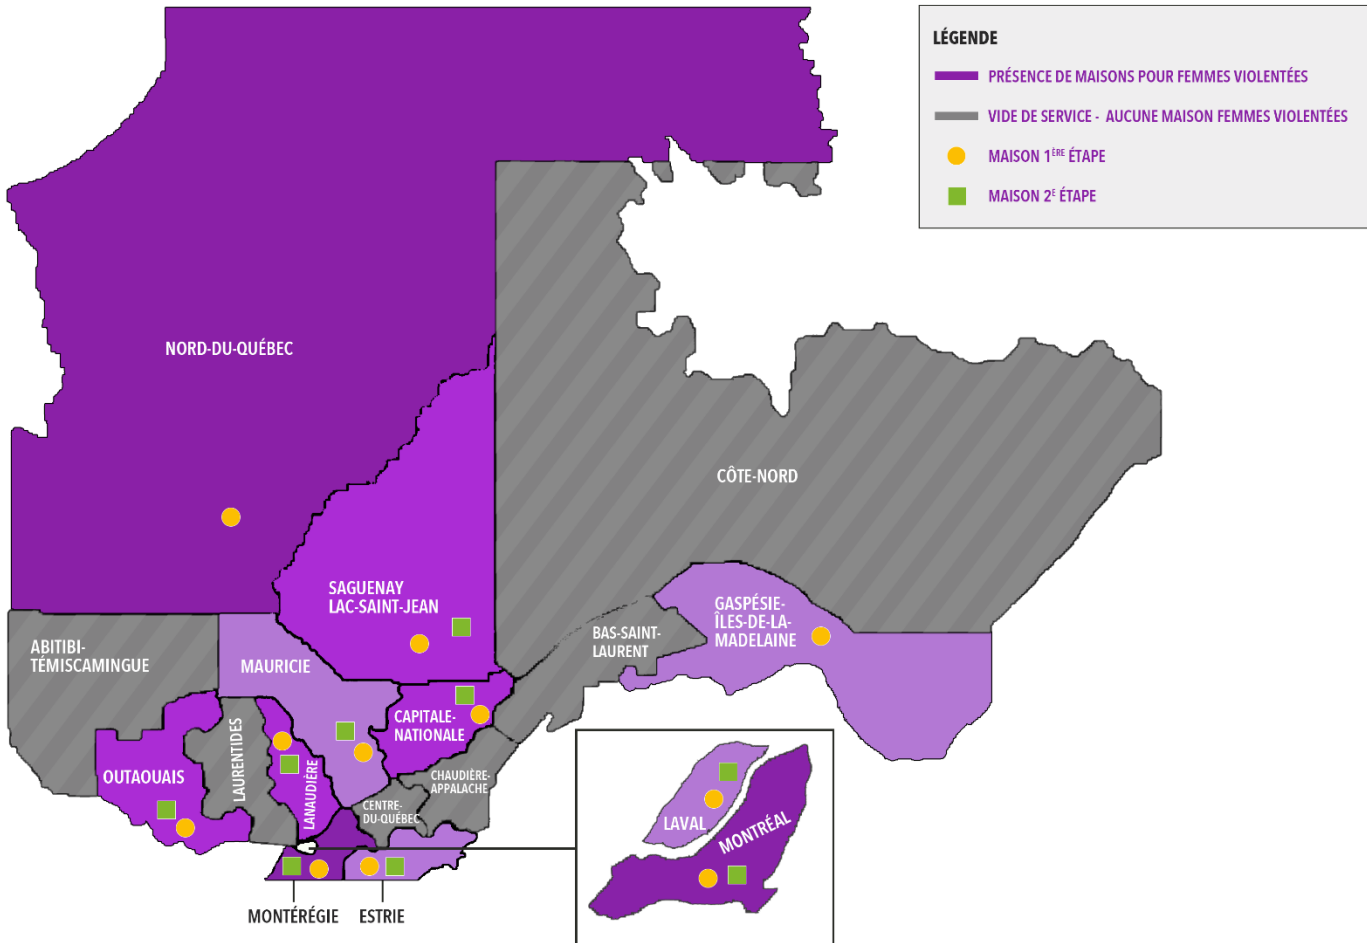 LÉGENDE
PRÉSENCE DE MAISONS POUR FEMMES VIOLENTÉES
VIDE DE SERVICE - AUCUNE MAISON FEMMES VIOLENTÉES
MAISON 1ÈRE ÉTAPE
MAISON 2E ÉTAPE
NORD-DU-QUÉBEC
CÔTE-NORD
SAGUENAY
LAC-SAINT-JEAN
GASPÉSIE-
ÎLES-DE-LA-
MADELAINE
BAS-SAINT-
LAURENT
ABITIBI-
TÉMISCAMINGUE
MAURICIE
CAPITALE-
NATIONALE
OUTAOUAIS
LAURENTIDES
LANAUDIÈRE
CHAUDIÈRE-
APPALACHE
CENTRE-
DU-QUÉBEC
LAVAL
MONTRÉAL
MONTÉRÉGIE
ESTRIE